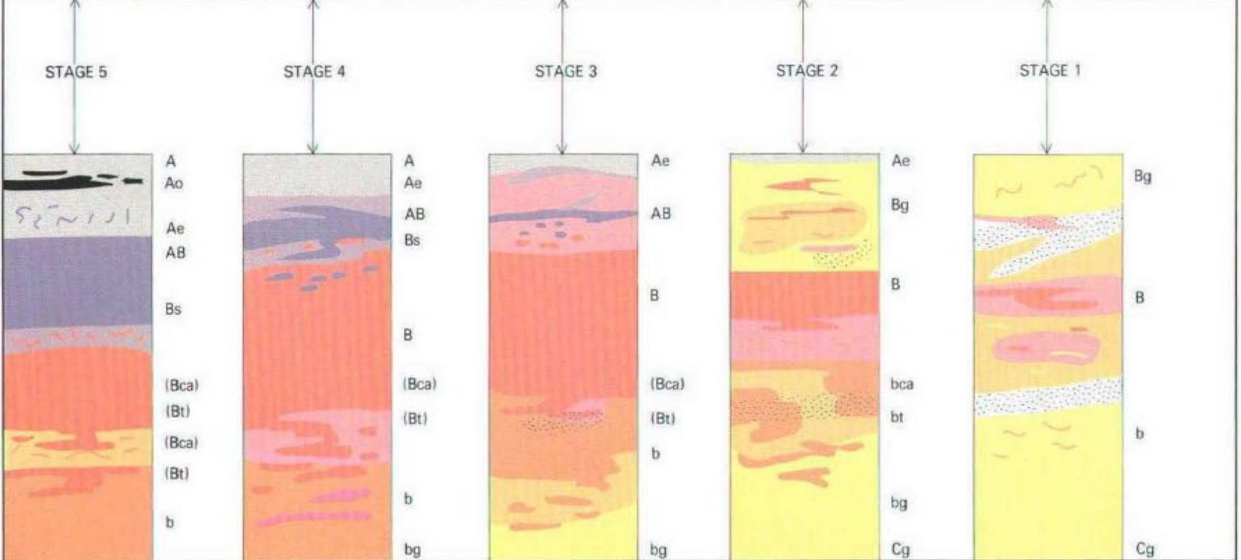 STAGE 5
STAGE 4
STAGE 3
STAGE 2
STAGE 1
A
Ao
Ae
AB
Bs
(Bca)
(Bt)
(Bca)
(Bt)
b
A
Ae
AB
Bs
B
(Bca)
(Bt)
b
bg
Ae
AB
B
(Bca)
(Bt)
b
bg
Ae
Bg
B
bca
bt
bg
Cg
Bg
B
b
Cg